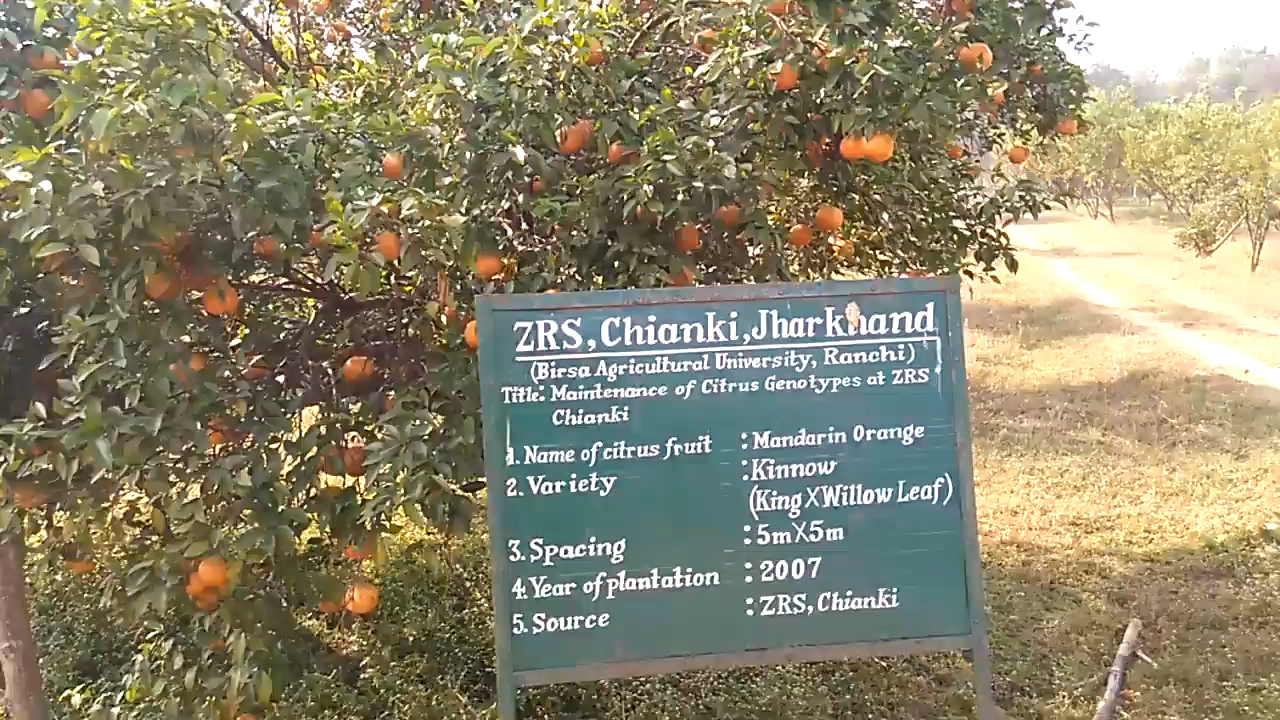 ZRS, Chianki, Jharkhand
(Birsa Agricultural University, Ranchi)
Title: Maintenance of Citrus Genotypes at ZRS
Chianki
1. Name of citrus fruit : Mandarin Orange
2. Variety : Kinnow
(King X Willow Leaf)
3. Spacing : 5m X 5m
4. Year of plantation : 2007
5. Source : ZRS, Chianki